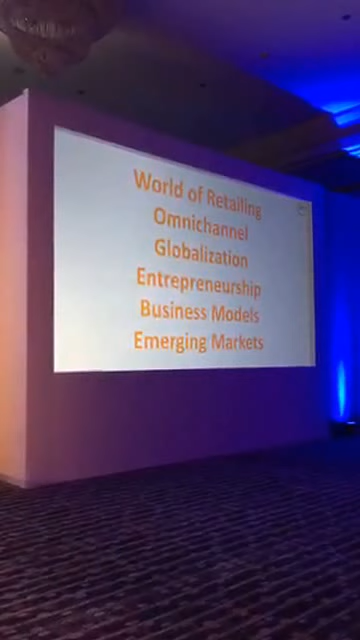 World of Retailing
Omnichannel
Globalization
Entrepreneurship
Business Models
Emerging Markets